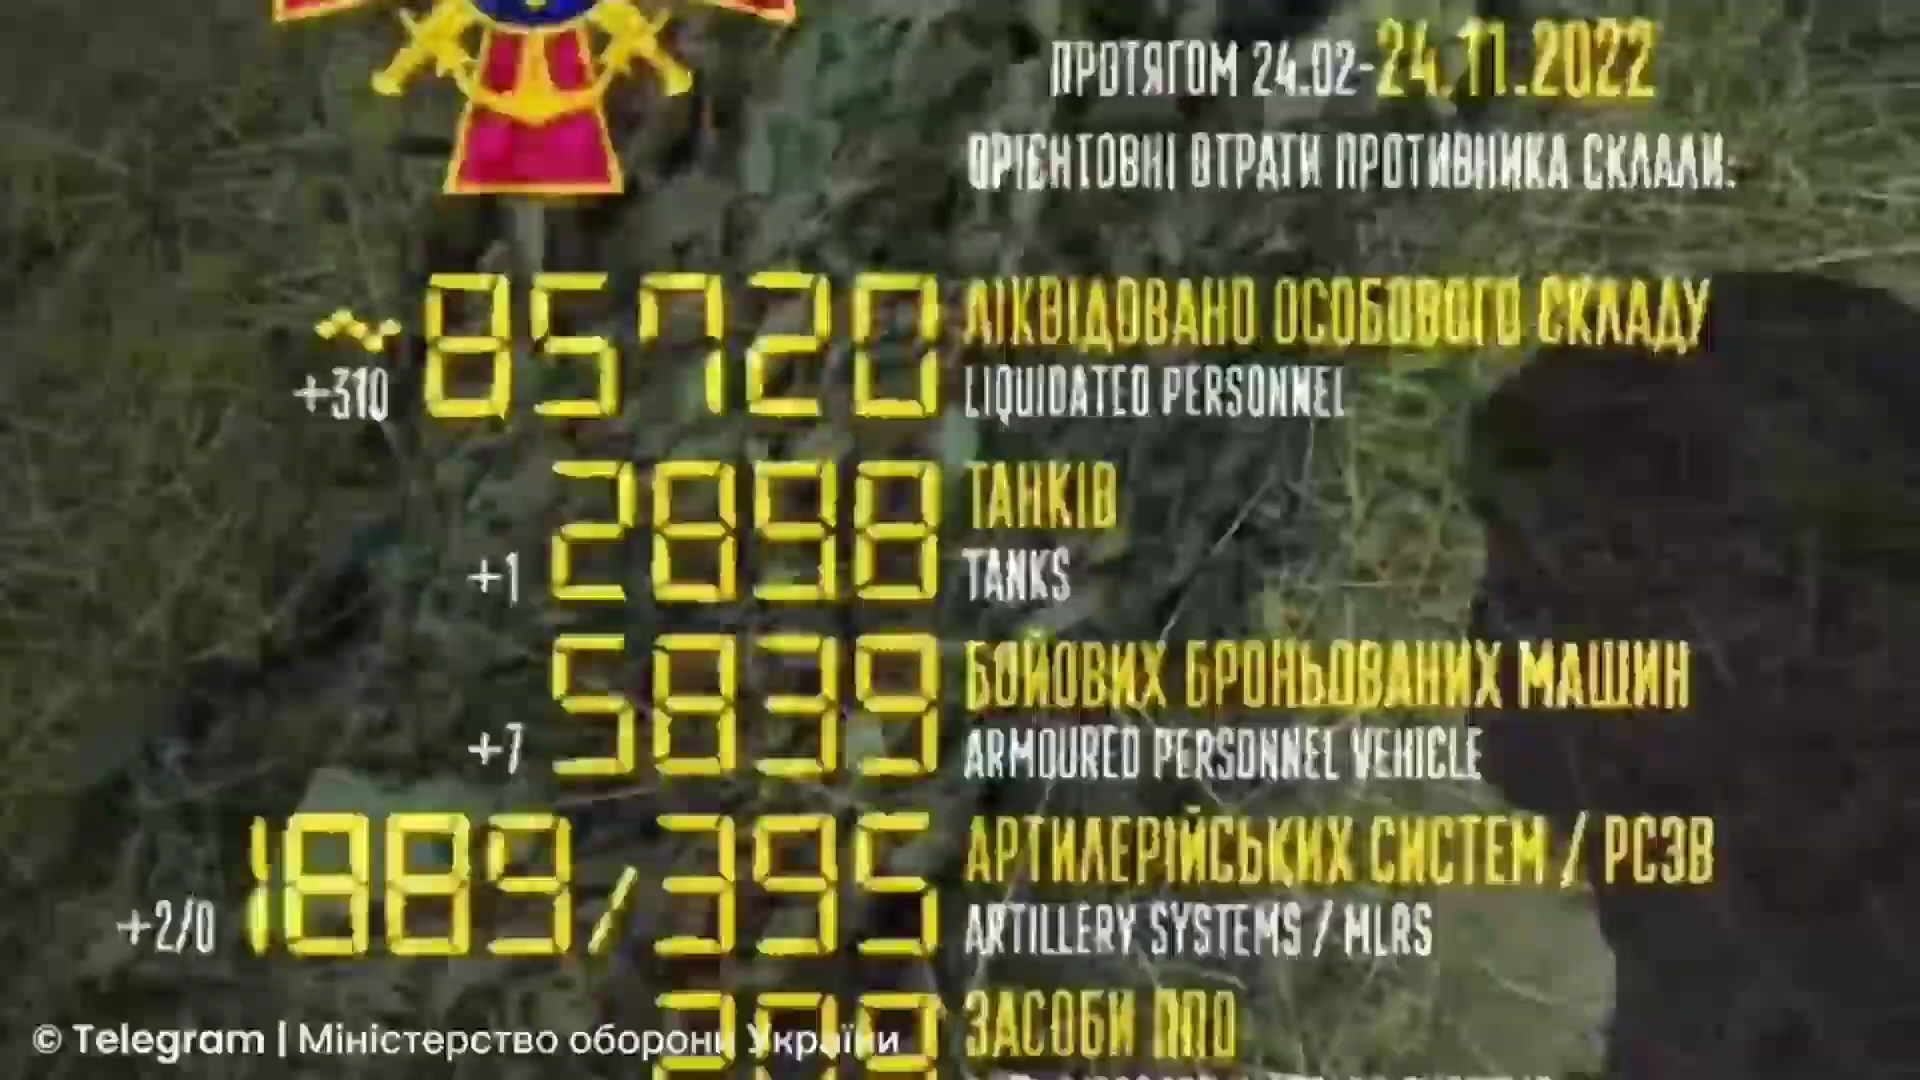 ПРОТЯГОМ 24.02-24.11.2022
ОРІЄНТОВНІ ВТРАТИ ПРОТИВНИКА СКЛАЛИ:
~85720 ЛІКВІДОВАНО ОСОБОВОГО СКЛАДУ
+310 LIQUIDATED PERSONNEL
2898 ТАНКІВ
+1 TANKS
5839 БОЙОВИХ БРОНЬОВАНИХ МАШИН
+7 ARMOURED PERSONNEL VEHICLE
1889/395 АРТИЛЕРІЙСЬКИХ СИСТЕМ / РСЗВ
+2/0 ARTILLERY SYSTEMS / MLRS
209 ЗАСОБИ ППО
© Telegram | Міністерство оборони України